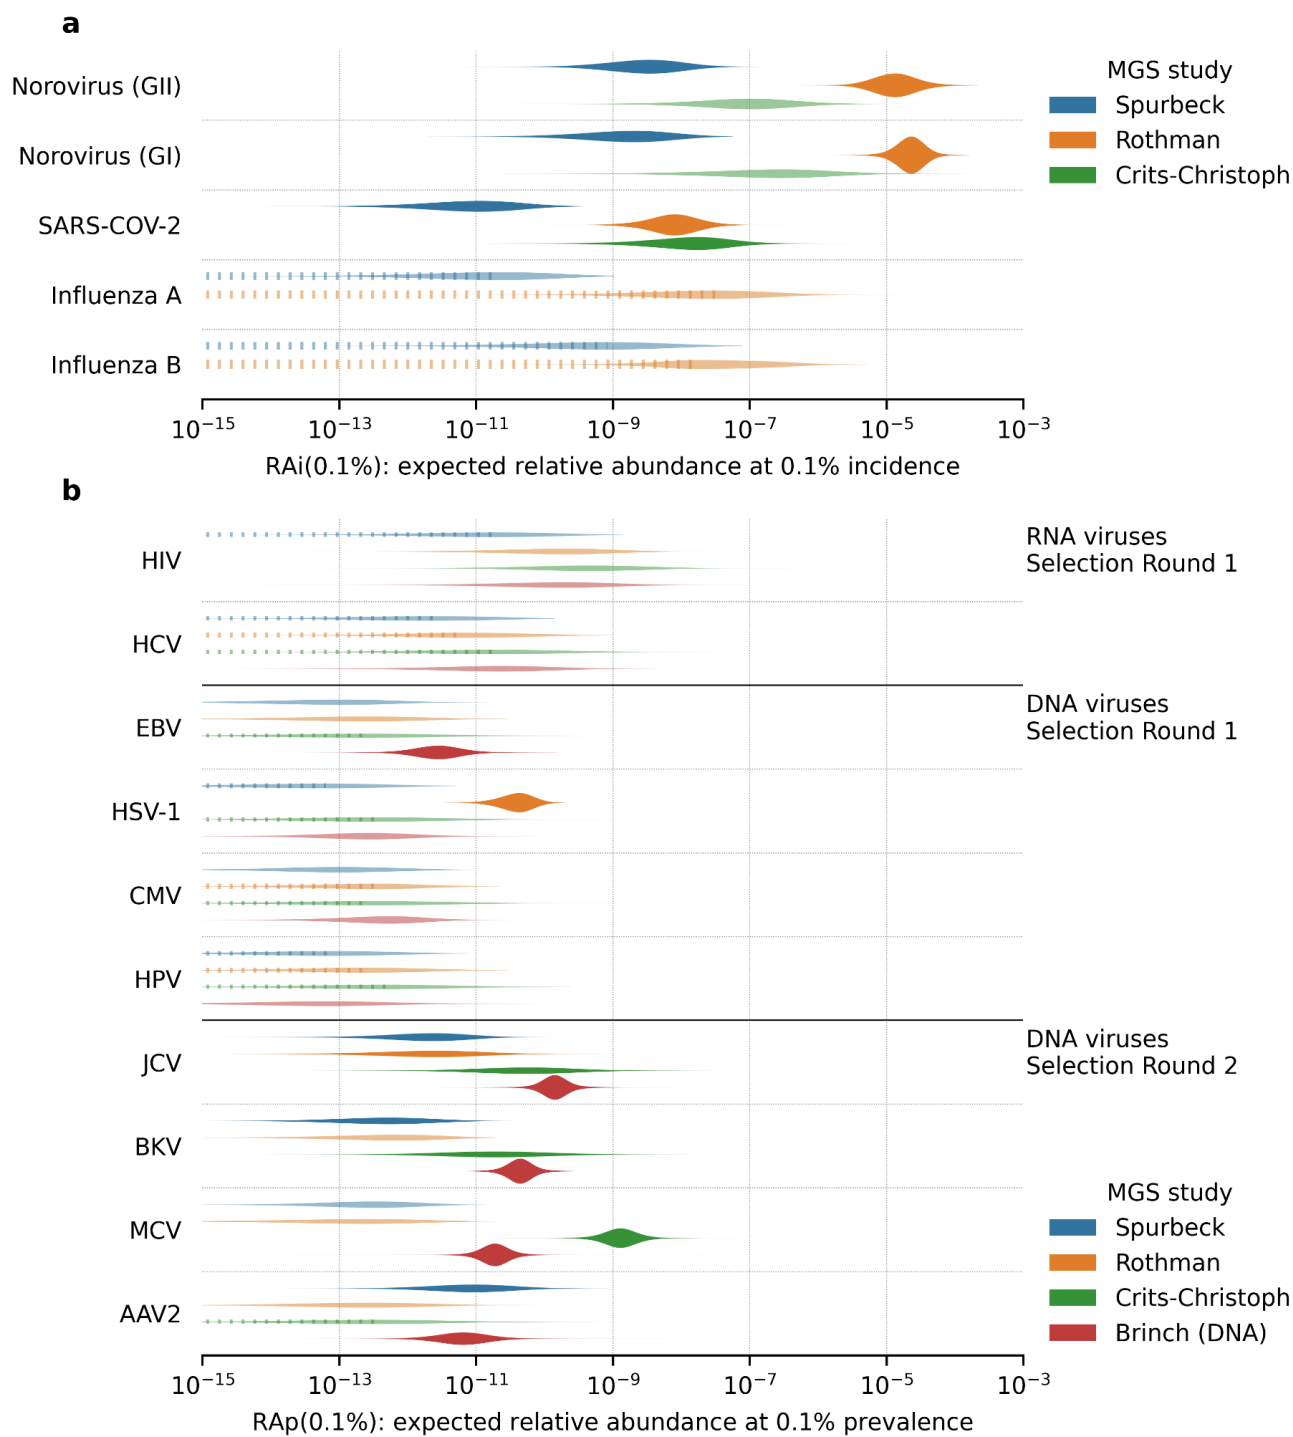 a
Norovirus (GII)
Norovirus (GI)
SARS-COV-2
Influenza A
Influenza B
MGS study
Spurbeck
Rothman
Crits-Christoph
10⁻¹⁵ 10⁻¹³ 10⁻¹¹ 10⁻⁹ 10⁻⁷ 10⁻⁵ 10⁻³
RAi(0.1%): expected relative abundance at 0.1% incidence
b
HIV
RNA viruses
Selection Round 1
HCV
EBV
DNA viruses
Selection Round 1
HSV-1
CMV
HPV
JCV
DNA viruses
Selection Round 2
BKV
MCV
AAV2
MGS study
Spurbeck
Rothman
Crits-Christoph
Brinch (DNA)
10⁻¹⁵ 10⁻¹³ 10⁻¹¹ 10⁻⁹ 10⁻⁷ 10⁻⁵ 10⁻³
RAp(0.1%): expected relative abundance at 0.1% prevalence